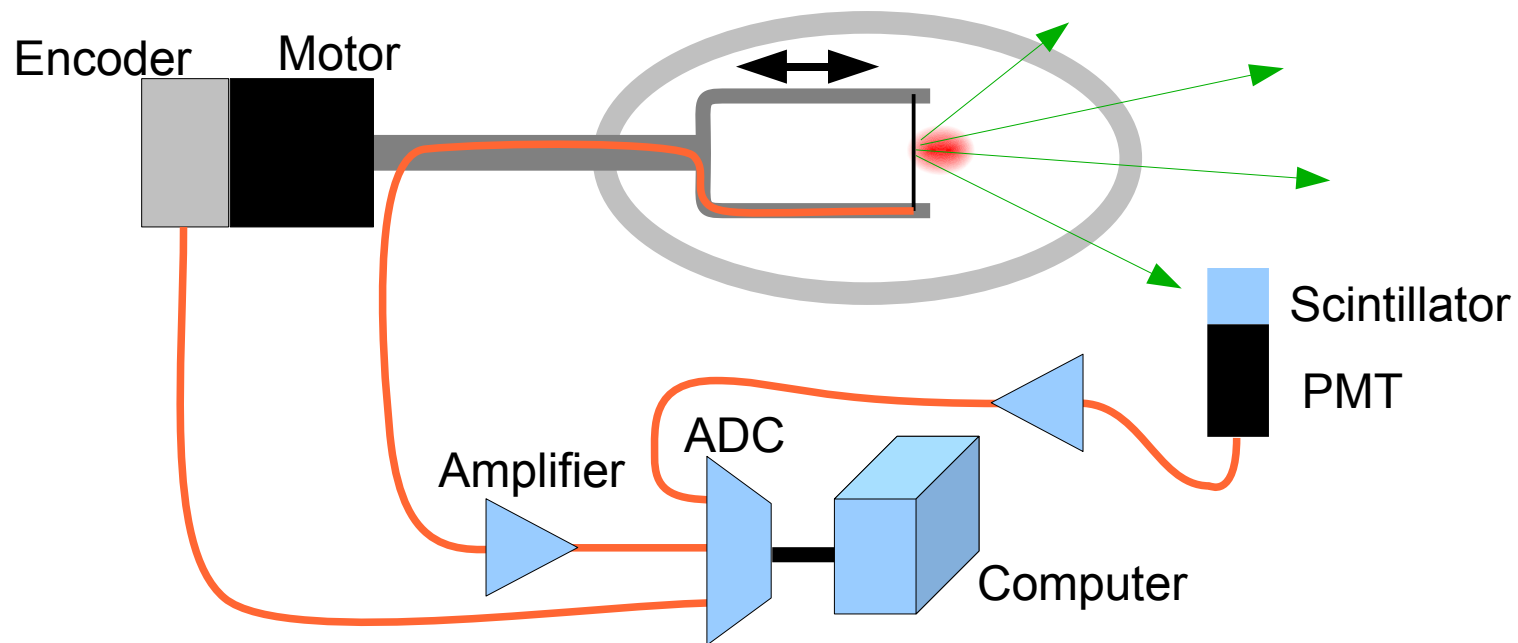 Encoder
Motor
Scintillator
PMT
ADC
Amplifier
Computer